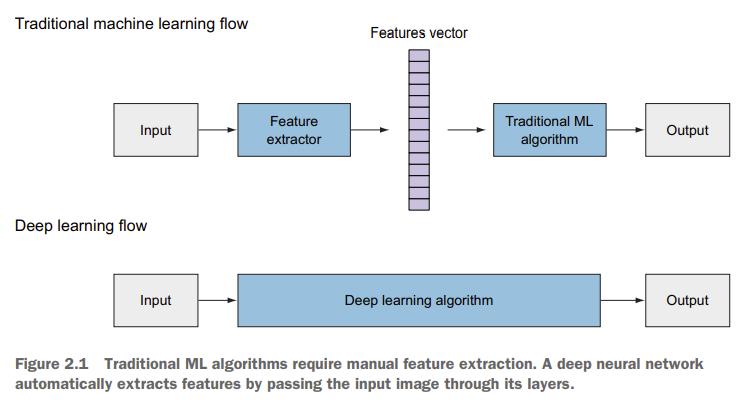 Traditional machine learning flow
Features vector
Input
Feature
extractor
Traditional ML
algorithm
Output
Deep learning flow
Input
Deep learning algorithm
Output
Figure 2.1 Traditional ML algorithms require manual feature extraction. A deep neural network
automatically extracts features by passing the input image through its layers.